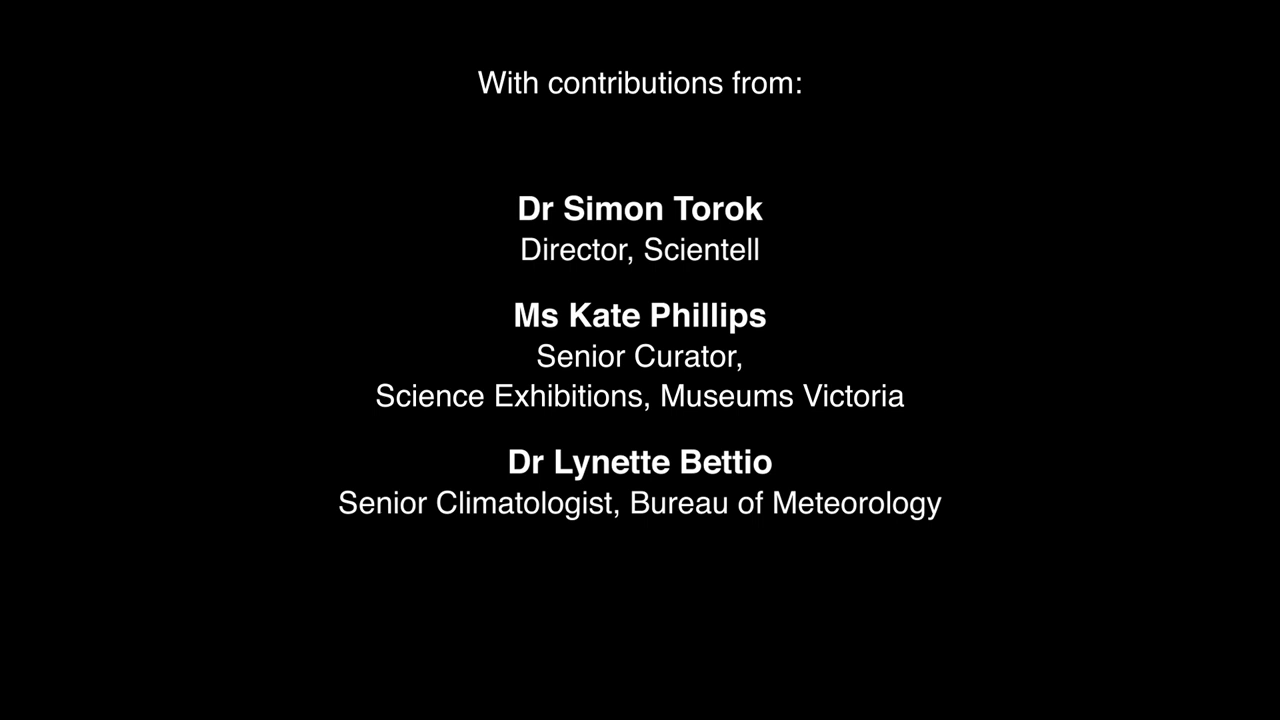 With contributions from:
Dr Simon Torok
Director, Scientell
Ms Kate Phillips
Senior Curator,
Science Exhibitions, Museums Victoria
Dr Lynette Bettio
Senior Climatologist, Bureau of Meteorology